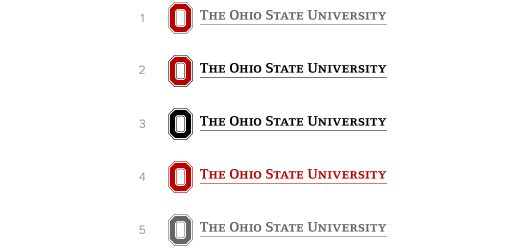 1 O THE OHIO STATE UNIVERSITY
2 O THE OHIO STATE UNIVERSITY
3 O THE OHIO STATE UNIVERSITY
4 O THE OHIO STATE UNIVERSITY
5 O THE OHIO STATE UNIVERSITY